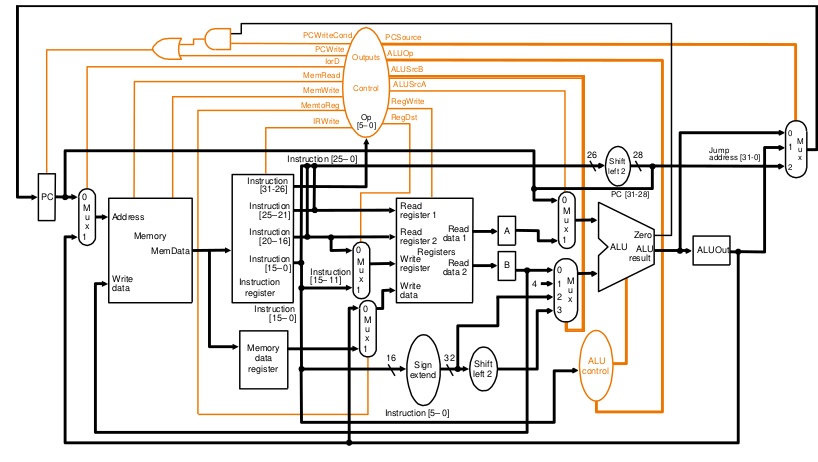 PCWriteCond
PCSource
PCWrite
ALUOp
IorD
Outputs
ALUSrcB
MemRead
ALUSrcA
MemWrite
Control
RegWrite
MemtoReg
RegDst
IRWrite
Op
[5–0]
Instruction [25–0]
26
Shift
left 2
28
Jump
address [31-0]
0
1
2
M
u
x
PC [31-28]
PC
0
M
u
x
1
Address
Memory
MemData
Write
data
Instruction
[31-26]
Instruction
[25–21]
Instruction
[20–16]
Instruction
[15–0]
Instruction
register
Instruction
[15–0]
Instruction
[15–11]
0
M
u
x
1
0
M
u
x
1
Read
register 1
Read
register 2
Registers
Write
register
Write
data
Read
data 1
Read
data 2
A
B
0
M
u
x
1
4
0
1
2
3
M
u
x
Zero
ALU
ALU
result
ALUOut
Memory
data
register
16
Sign
extend
32
Shift
left 2
ALU
control
Instruction [5–0]